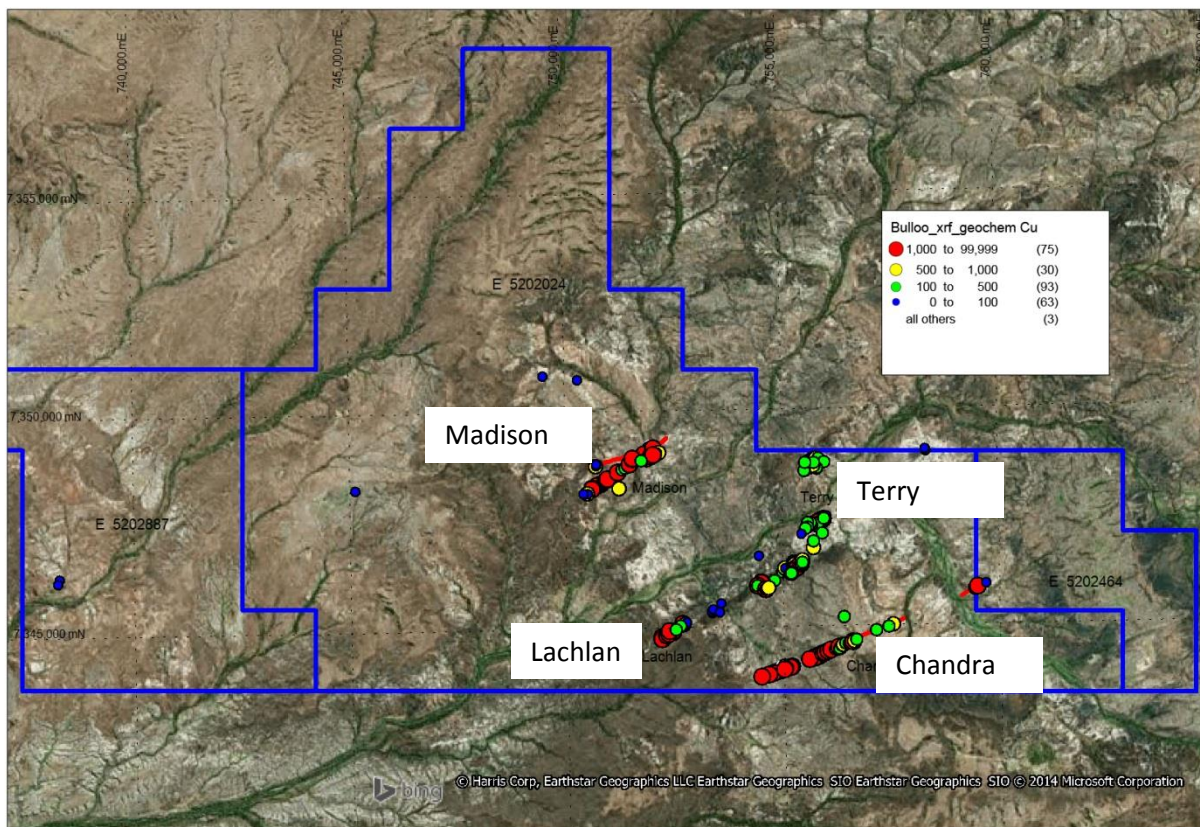 740,000 mE
745,000 mE
750,000 mE
755,000 mE
7,355,000 mN
Bulloo_xrf_geochem Cu
1,000 to 99,999 (75)
500 to 1,000 (30)
100 to 500 (93)
0 to 100 (63)
all others (3)
E 5202024
7,350,000 mN
Madison
Madison
Terry
Terry
E 5202887
E 5202464
7,345,000 mN
Lachlan
Lachlan
Chandra
bing
© Harris Corp, Earthstar Geographics LLC Earthstar Geographics SIO Earthstar Geographics SIO © 2014 Microsoft Corporation